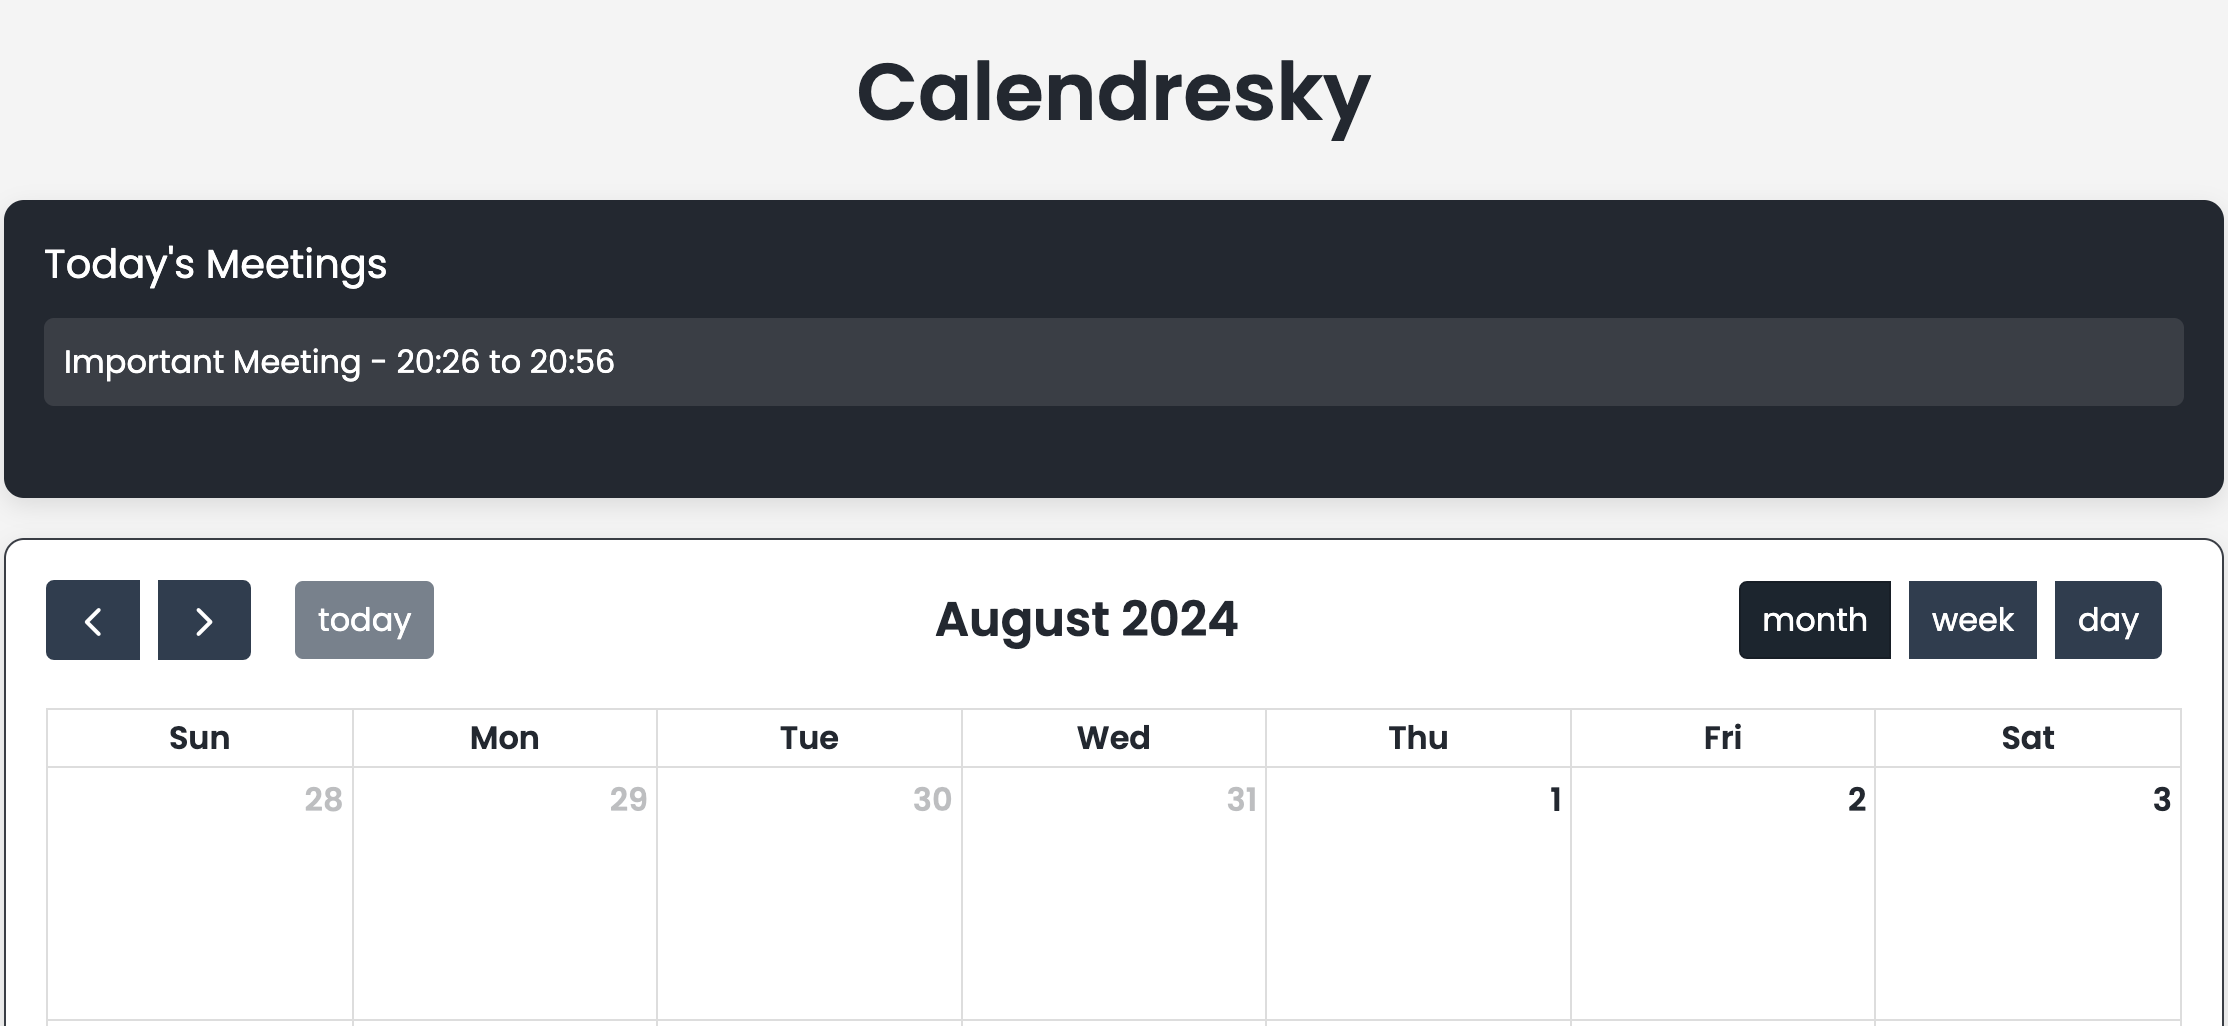 Calendresky
Today's Meetings
Important Meeting - 20:26 to 20:56
today
August 2024
month week day
Sun Mon Tue Wed Thu Fri Sat
28 29 30 31 1 2 3